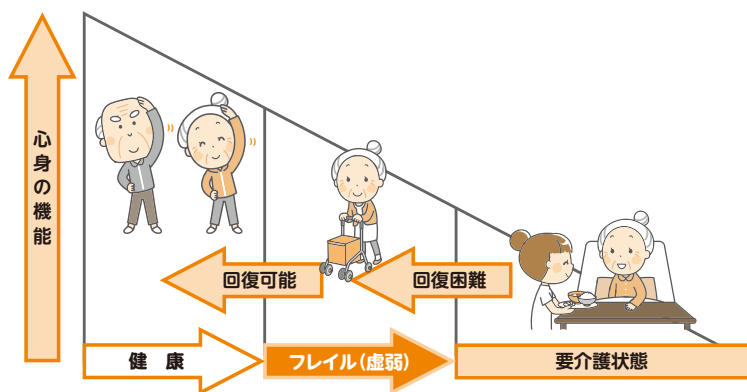 心身の機能
回復可能
回復困難
健　康
フレイル（虚弱）
要介護状態